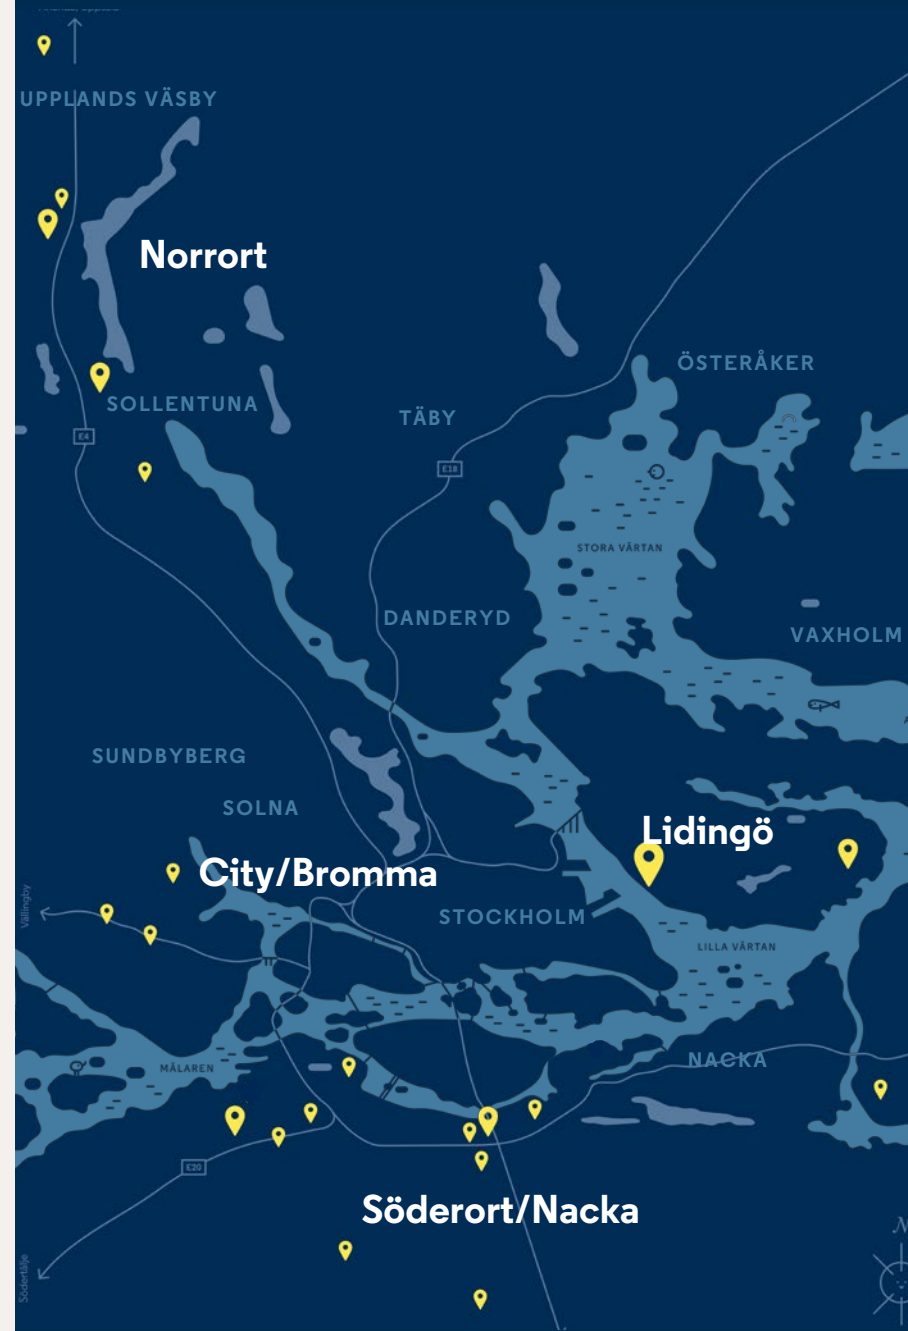 UPPLANDS VÄSBY
Norrort
ÖSTERÅKER
SOLLENTUNA
TÄBY
E4
E18
STORA VÄRTAN
DANDERYD
VAXHOLM
SUNDBYBERG
SOLNA
Lidingö
City/Bromma
Vällingby
STOCKHOLM
LILLA VÄRTAN
NACKA
MÄLAREN
E20
Söderort/Nacka
N
Södertälje